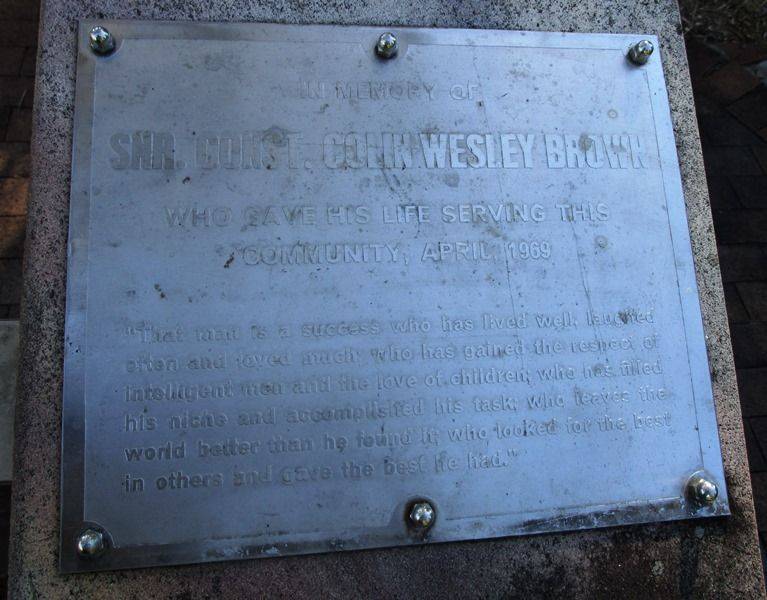 IN MEMORY OF
SNR. CONST. COLIN WESLEY BROWN
WHO GAVE HIS LIFE SERVING THIS
COMMUNITY, APRIL, 1969
"That man is a success who has lived well, laughed
often and loved much; who has gained the respect of
intelligent men and the love of children; who has filled
his niche and accomplished his task; who leaves the
world better than he found it; who looked for the best
in others and gave the best he had."